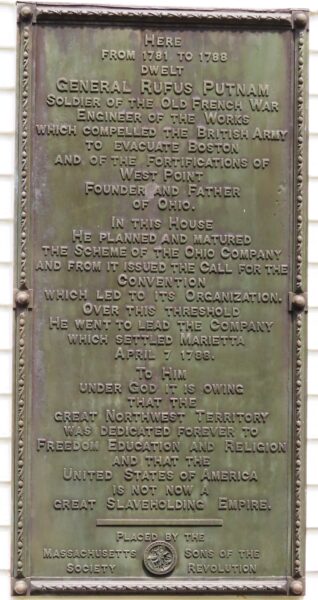 Here
from 1781 to 1788
dwelt
General Rufus Putnam
Soldier of the Old French War
Engineer of the Works
which compelled the British Army
to evacuate Boston
and of the Fortifications of
West Point
Founder and Father
of Ohio.
In this House
He planned and matured
the Scheme of the Ohio Company
and from it issued the Call for the
Convention
which led to its Organization.
Over this threshold
He went to lead the Company
which settled Marietta
April 7 1788.
To Him
under God it is owing
that the
great Northwest Territory
was dedicated forever to
Freedom Education and Religion
and that the
United States of America
is not now a
great Slaveholding Empire.
Placed by the
Massachusetts Sons of the
Society Revolution